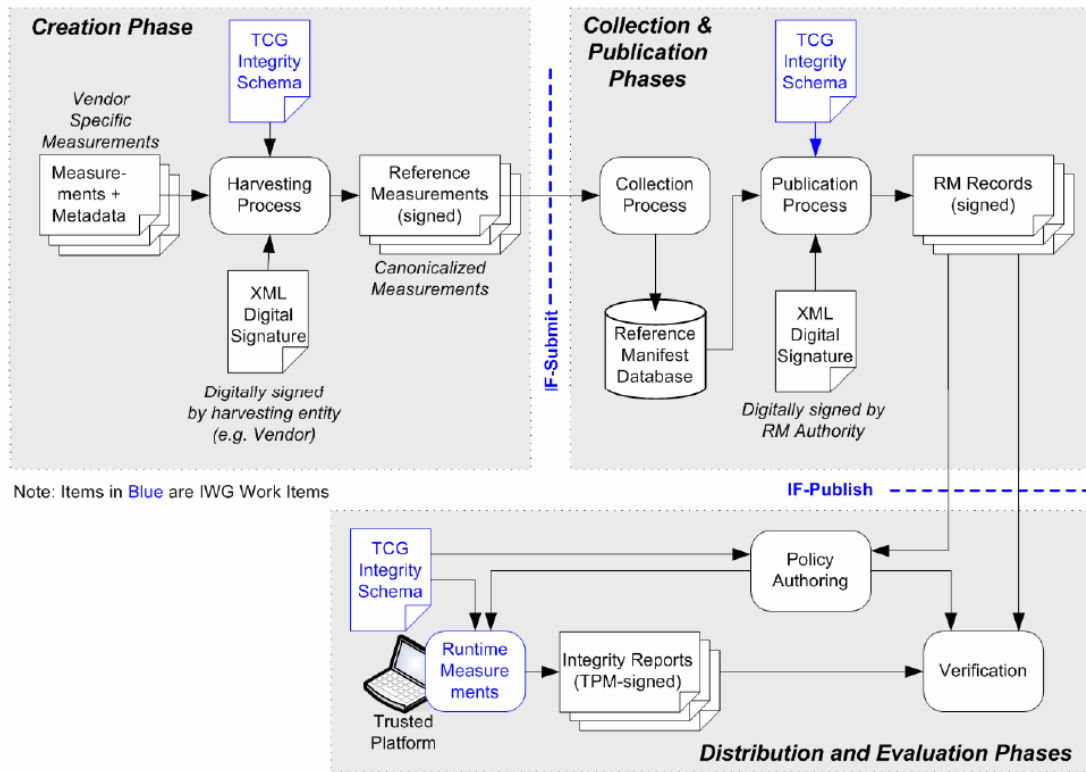 Creation Phase
TCG
Integrity
Schema
Vendor
Specific
Measurements
Measure-
ments +
Metadata
Harvesting
Process
Reference
Measurements
(signed)
Canonicalized
Measurements
XML
Digital
Signature
Digitally signed
by harvesting entity
(e.g. Vendor)
IF-Submit
Collection &
Publication
Phases
TCG
Integrity
Schema
Collection
Process
Publication
Process
RM Records
(signed)
Reference
Manifest
Database
XML
Digital
Signature
Digitally signed by
RM Authority
Note: Items in Blue are IWG Work Items
IF-Publish
TCG
Integrity
Schema
Policy
Authoring
Runtime
Measure
ments
Trusted
Platform
Integrity Reports
(TPM-signed)
Verification
Distribution and Evaluation Phases